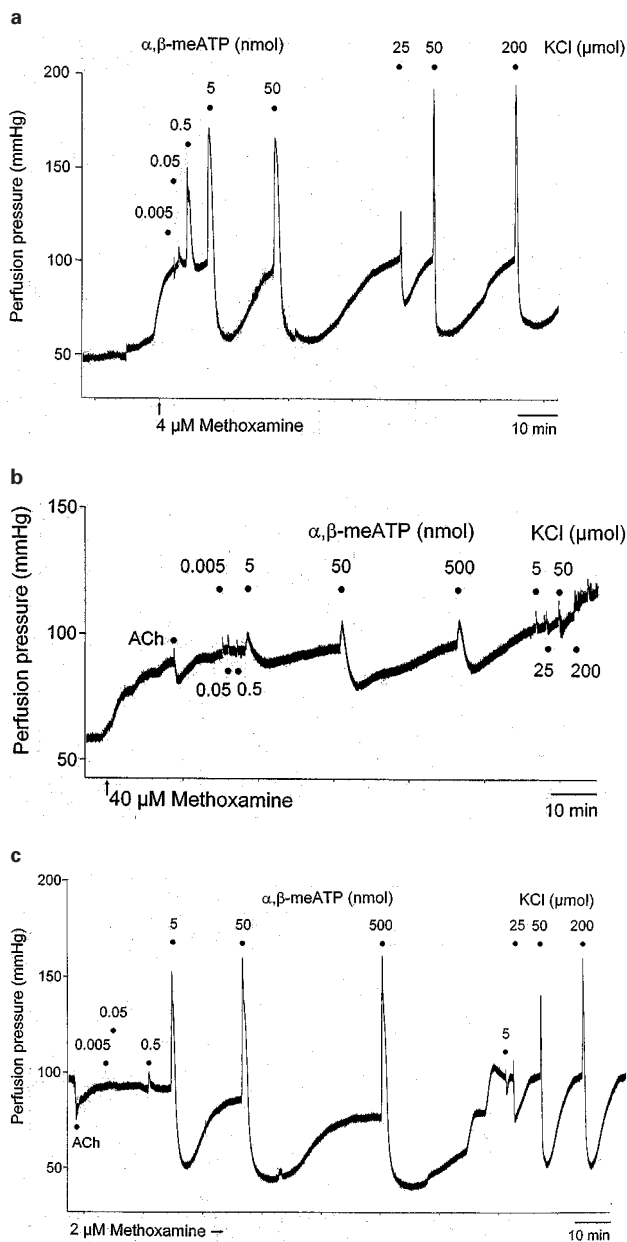 a
α,β-meATP (nmol)
25 50 200 KCl (μmol)
200
5 50
0.5
0.05
0.005
150
100
50
Perfusion pressure (mmHg)
4 μM Methoxamine
10 min
b
150
α,β-meATP (nmol) KCl (μmol)
0.005 5 50 500 5 50
ACh
100
0.05 0.5 25 200
50
Perfusion pressure (mmHg)
40 μM Methoxamine
10 min
c
200
α,β-meATP (nmol) KCl (μmol)
5 50 500 25 50 200
150
0.05
0.005 0.5 5
100
ACh
50
Perfusion pressure (mmHg)
2 μM Methoxamine →
10 min